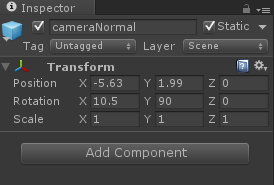 Inspector
cameraNormal Static
Tag Untagged Layer Scene
Transform
Position X -5.63 Y 1.99 Z 0
Rotation X 10.5 Y 90 Z 0
Scale X 1 Y 1 Z 1
Add Component